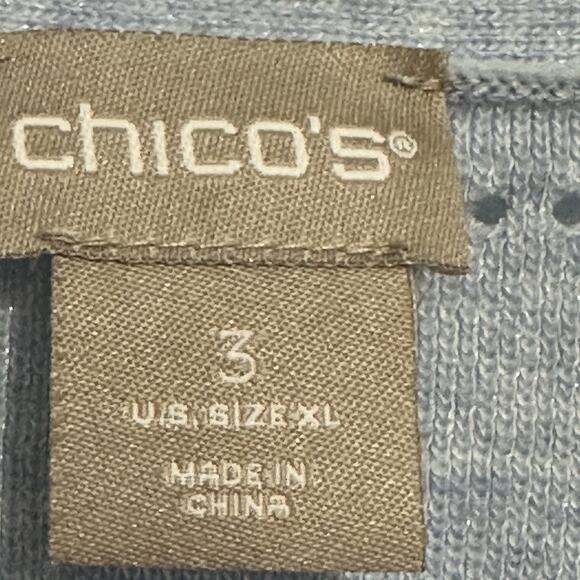 chico's®
3
U.S. SIZE XL
MADE IN
CHINA